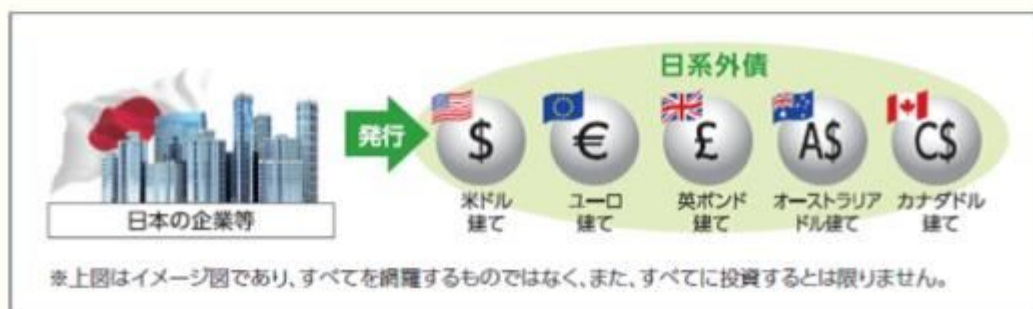 日系外債
発行
$
€
£
A$
C$
米ドル
建て
ユーロ
建て
英ポンド
建て
オーストラリア
ドル建て
カナダドル
建て
日本の企業等
※上図はイメージ図であり、すべてを網羅するものではなく、また、すべてに投資するとは限りません。